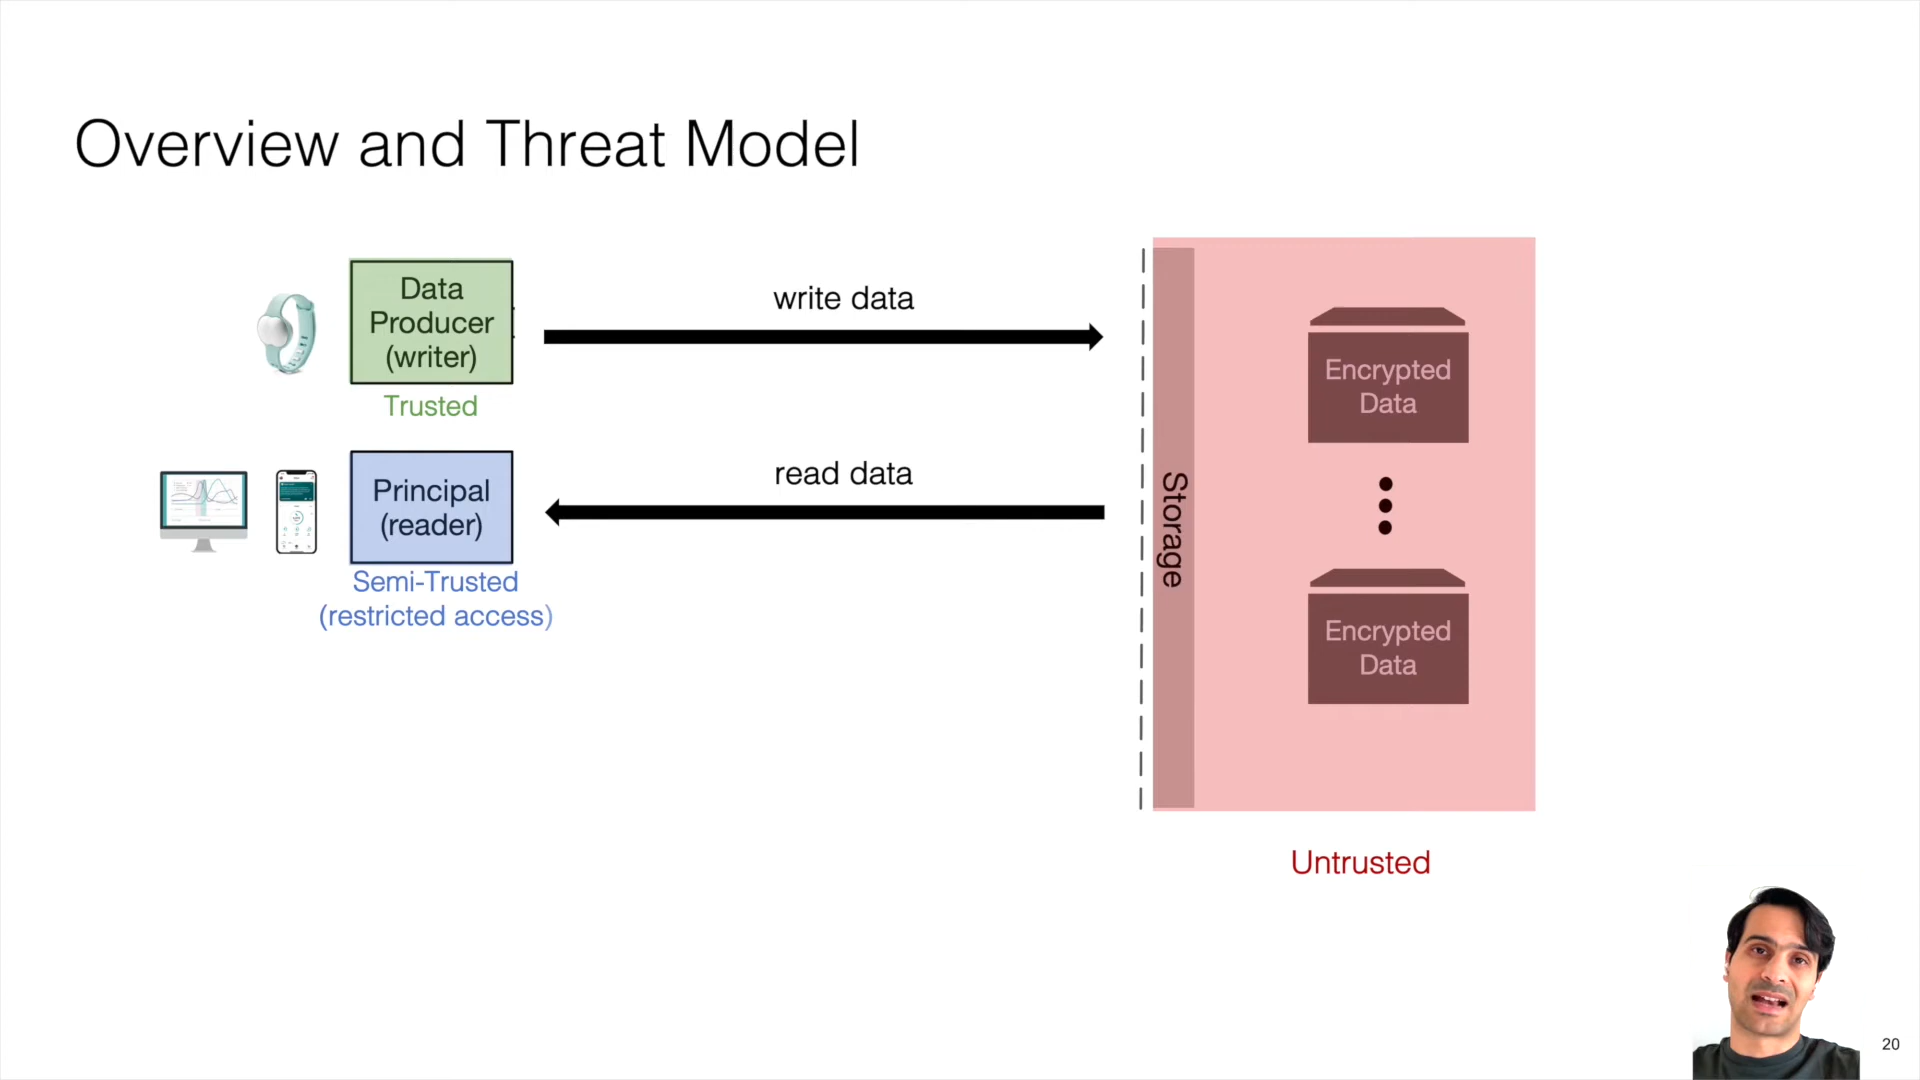 Overview and Threat Model
Data
Producer
(writer)
Trusted
write data
Principal
(reader)
Semi-Trusted
(restricted access)
read data
Storage
Encrypted
Data
Encrypted
Data
Untrusted
20